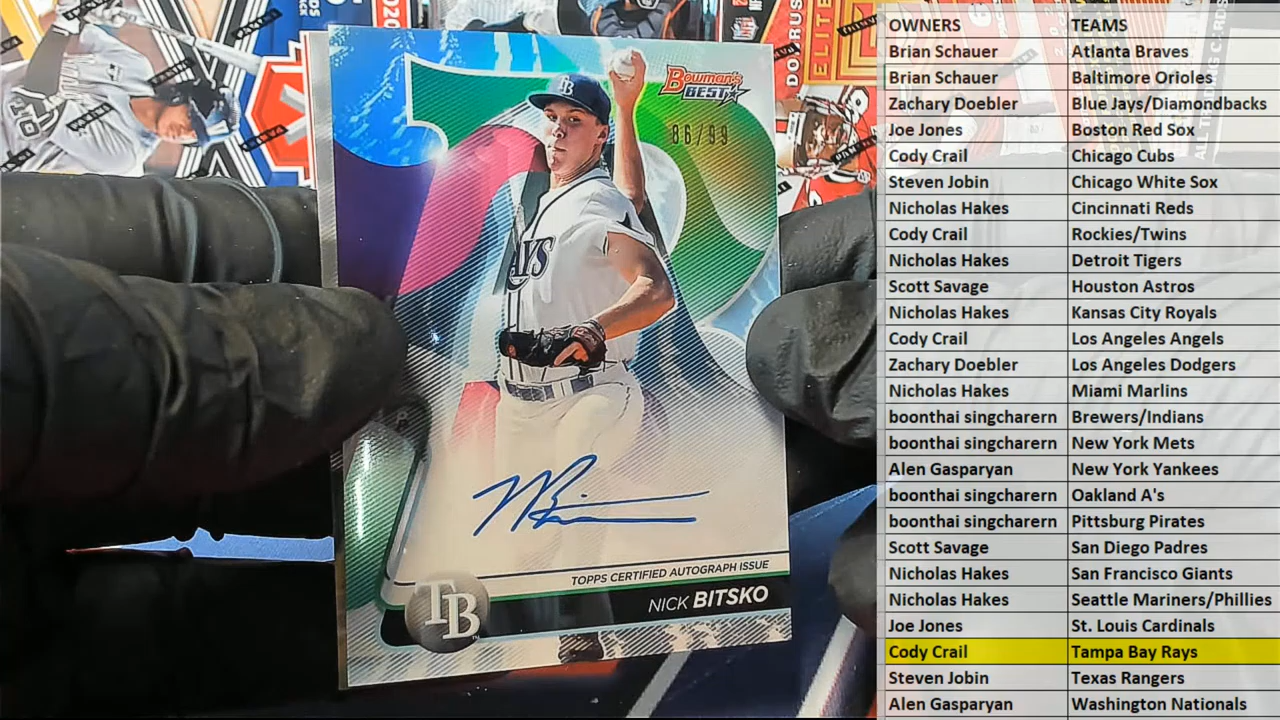 DONRUSS
ELITE
Bowman's
BEST
86/99
TB
RAYS
TOPPS CERTIFIED AUTOGRAPH ISSUE
NICK BITSKO
TB
OWNERS TEAMS
Brian Schauer Atlanta Braves
Brian Schauer Baltimore Orioles
Zachary Doebler Blue Jays/Diamondbacks
Joe Jones Boston Red Sox
Cody Crail Chicago Cubs
Steven Jobin Chicago White Sox
Nicholas Hakes Cincinnati Reds
Cody Crail Rockies/Twins
Nicholas Hakes Detroit Tigers
Scott Savage Houston Astros
Nicholas Hakes Kansas City Royals
Cody Crail Los Angeles Angels
Zachary Doebler Los Angeles Dodgers
Nicholas Hakes Miami Marlins
boonthai singcharern Brewers/Indians
boonthai singcharern New York Mets
Alen Gasparyan New York Yankees
boonthai singcharern Oakland A's
boonthai singcharern Pittsburg Pirates
Scott Savage San Diego Padres
Nicholas Hakes San Francisco Giants
Nicholas Hakes Seattle Mariners/Phillies
Joe Jones St. Louis Cardinals
Cody Crail Tampa Bay Rays
Steven Jobin Texas Rangers
Alen Gasparyan Washington Nationals